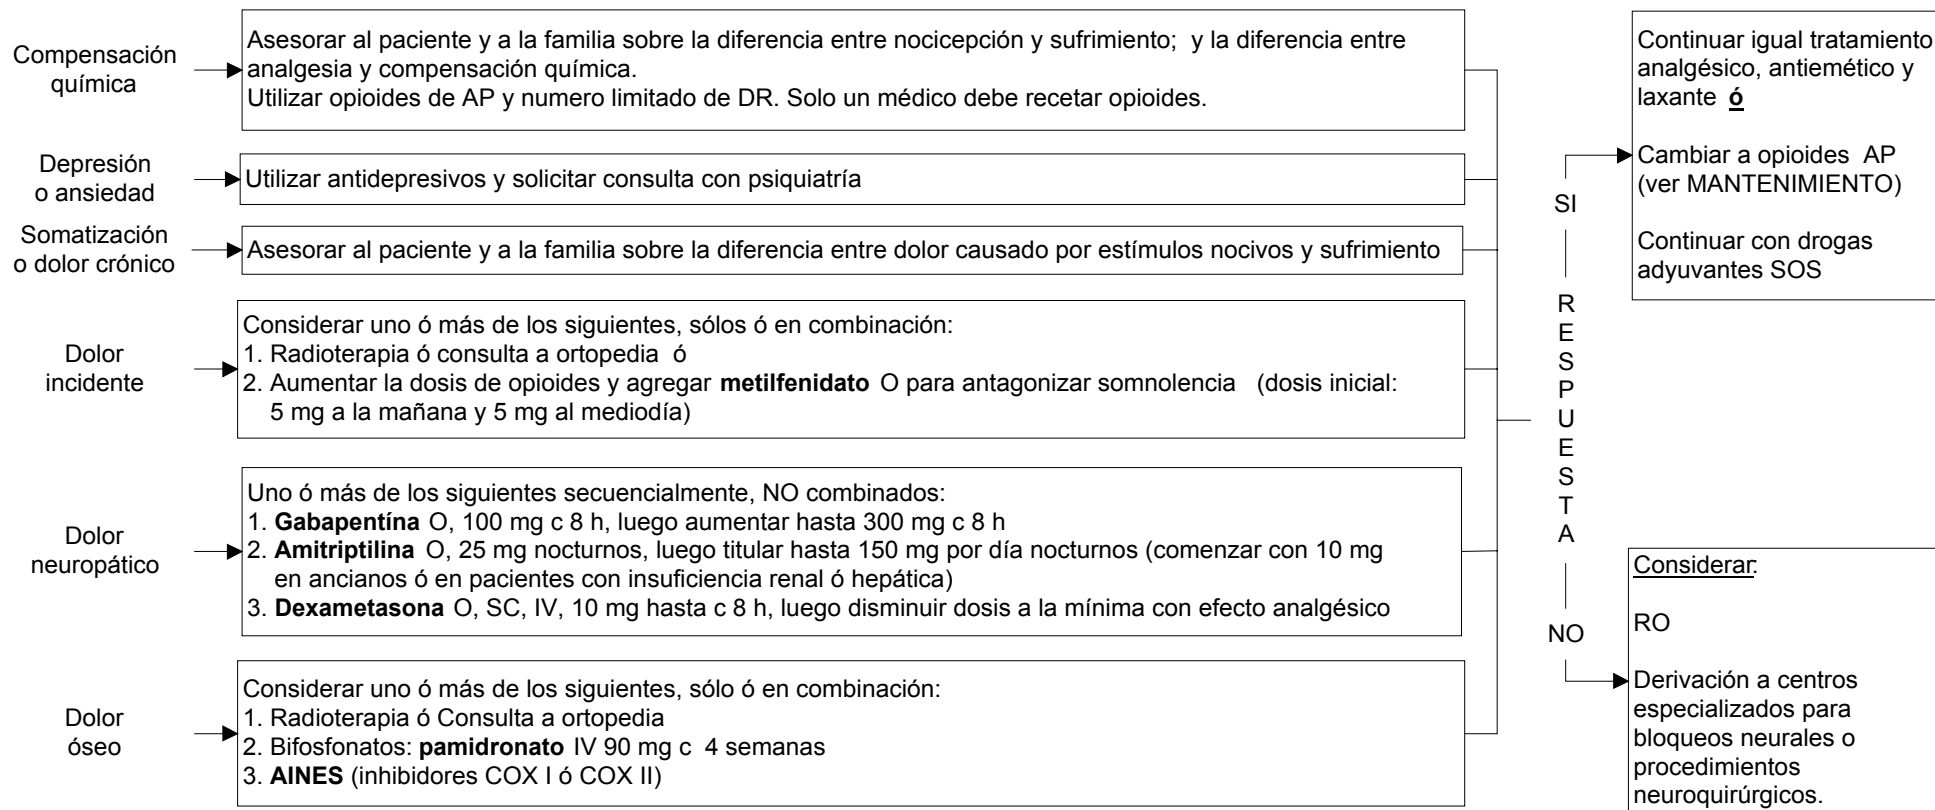 Compensación
química
Asesorar al paciente y a la familia sobre la diferencia entre nocicepción y sufrimiento;  y la diferencia entre
analgesia y compensación química.
Utilizar opioides de AP y numero limitado de DR. Solo un médico debe recetar opioides.
Depresión
o ansiedad
Utilizar antidepresivos y solicitar consulta con psiquiatría
Somatización
o dolor crónico
Asesorar al paciente y a la familia sobre la diferencia entre dolor causado por estímulos nocivos y sufrimiento
Dolor
incidente
Considerar uno ó más de los siguientes, sólos ó en combinación:
1. Radioterapia ó consulta a ortopedia  ó
2. Aumentar la dosis de opioides y agregar metilfenidato  O para antagonizar somnolencia   (dosis inicial:
5 mg a la mañana y 5 mg al mediodía)
Dolor
neuropático
Uno ó más de los siguientes secuencialmente, NO combinados:
1. Gabapentína  O, 100 mg c 8 h, luego aumentar hasta 300 mg c 8 h
2. Amitriptilina  O, 25 mg nocturnos, luego titular hasta 150 mg por día nocturnos (comenzar con 10 mg
en ancianos ó en pacientes con insuficiencia renal ó hepática)
3. Dexametasona  O, SC, IV, 10 mg hasta c 8 h, luego disminuir dosis a la mínima con efecto analgésico
Dolor
óseo
Considerar uno ó más de los siguientes, sólo ó en combinación:
1. Radioterapia ó Consulta a ortopedia
2. Bifosfonatos: pamidronato  IV 90 mg c  4 semanas
3. AINES (inhibidores COX I ó COX II)
SI
R
E
S
P
U
E
S
T
A
NO
Continuar igual tratamiento
analgésico, antiemético y
laxante  ó
Cambiar a opioides  AP
(ver MANTENIMIENTO)
Continuar con drogas
adyuvantes SOS
Considerar:
RO
Derivación a centros
especializados para
bloqueos neurales o
procedimientos
neuroquirúrgicos.